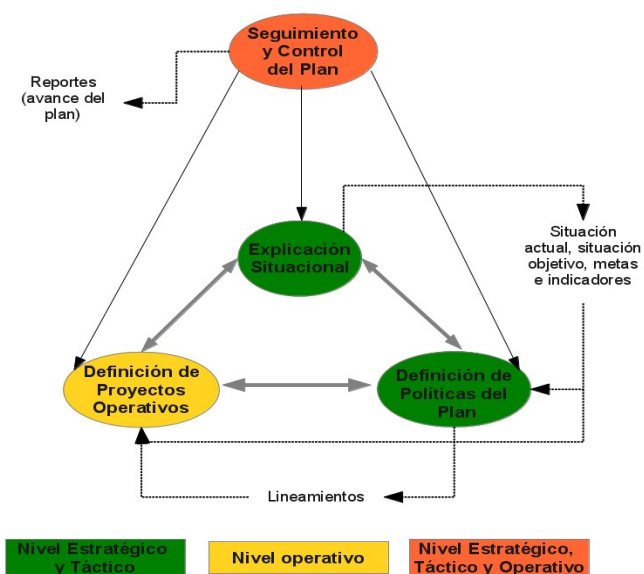 Seguimiento
y Control
del Plan
Reportes
(avance del
plan)
Explicación
Situacional
Situación
actual, situación
objetivo, metas
e indicadores
Definición de
Proyectos
Operativos
Definición de
Políticas del
Plan
Lineamientos
Nivel Estratégico
y Táctico
Nivel operativo
Nivel Estratégico,
Táctico y Operativo